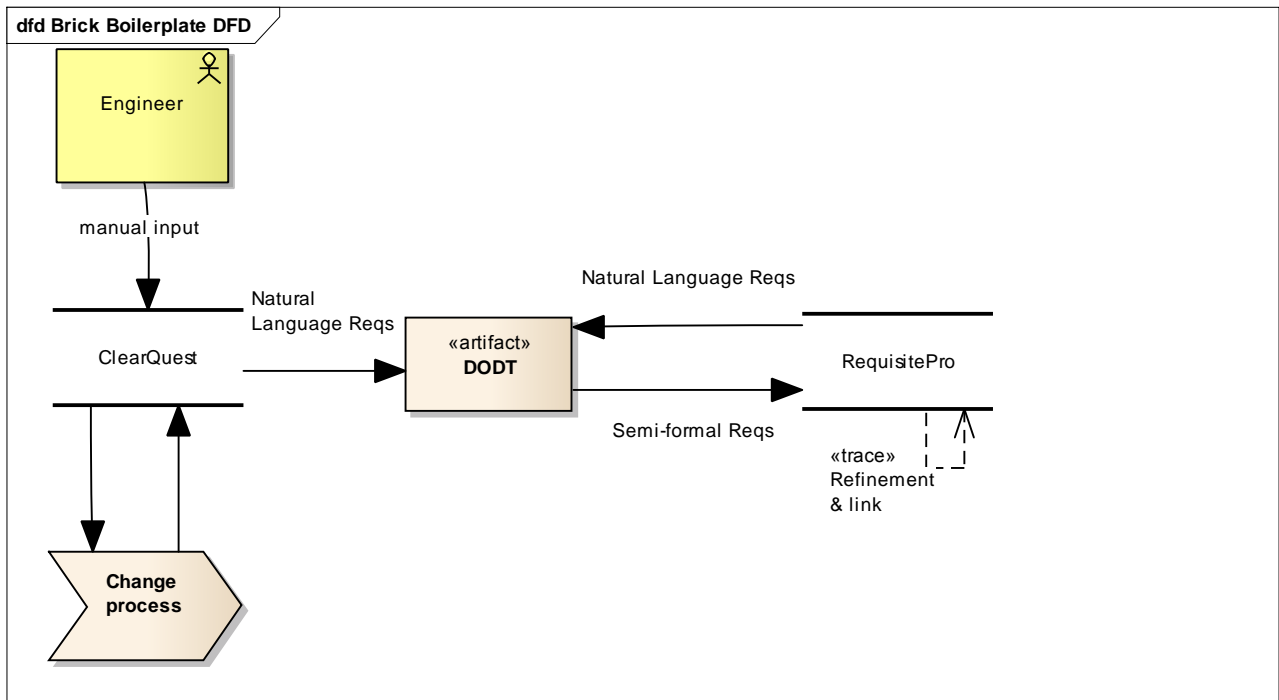 dfd Brick Boilerplate DFD
Engineer
manual input
Natural
Language Reqs
ClearQuest
«artifact»
DODT
Natural Language Reqs
RequisitePro
Semi-formal Reqs
«trace»
Refinement
& link
Change
process